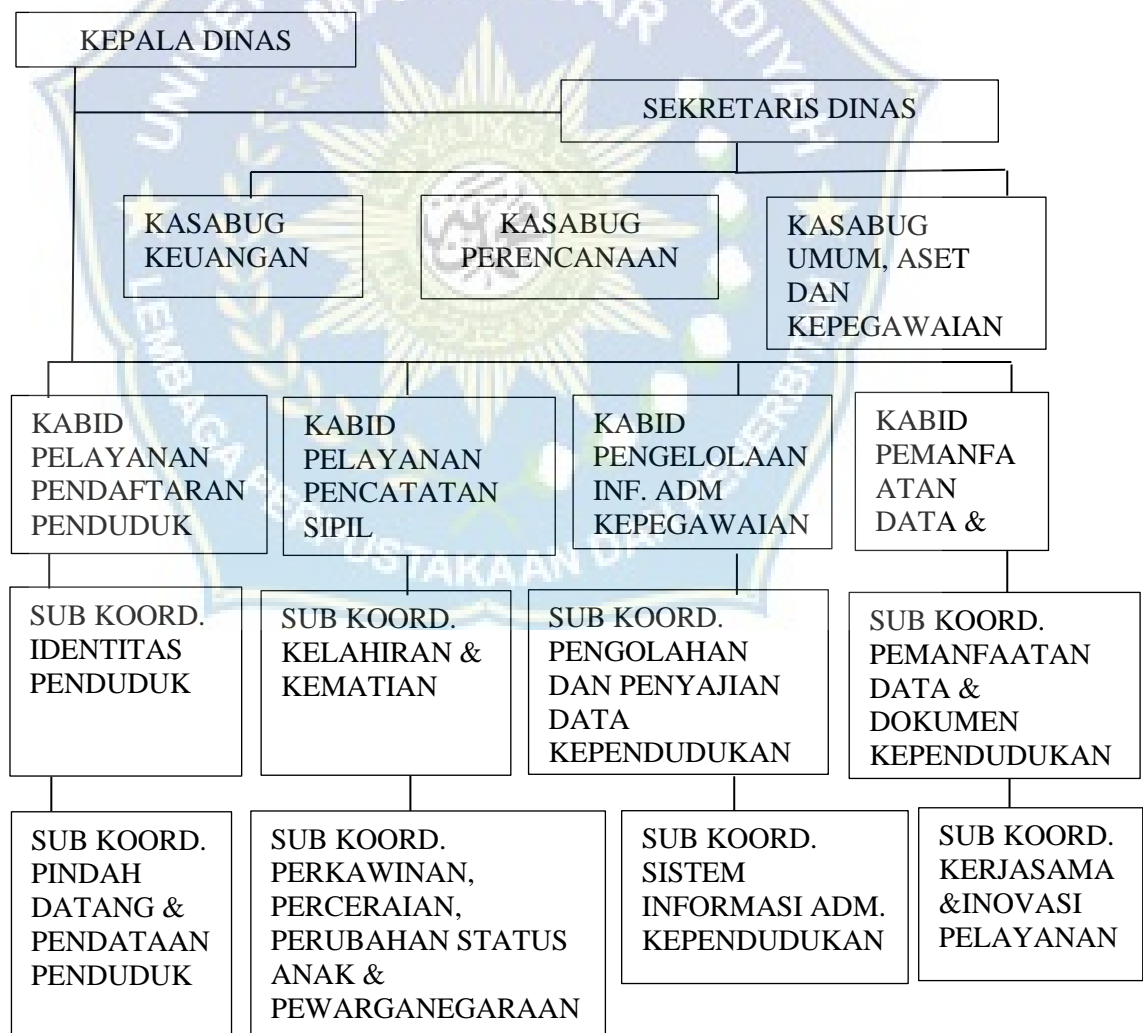 KEPALA DINAS
SEKRETARIS DINAS
KASABUG
KEUANGAN
KASABUG
PERENCANAAN
KASABUG
UMUM, ASET
DAN
KEPEGAWAIAN
KABID
PELAYANAN
PENDAFTARAN
PENDUDUK
KABID
PELAYANAN
PENCATATAN
SIPIL
KABID
PENGELOLAAN
INF. ADM
KEPEGAWAIAN
KABID
PEMANFA
ATAN
DATA &
SUB KOORD.
IDENTITAS
PENDUDUK
SUB KOORD.
KELAHIRAN &
KEMATIAN
SUB KOORD.
PENGOLAHAN
DAN PENYAJIAN
DATA
KEPENDUDUKAN
SUB KOORD.
PEMANFAATAN
DATA &
DOKUMEN
KEPENDUDUKAN
SUB KOORD.
PINDAH
DATANG &
PENDATAAN
PENDUDUK
SUB KOORD.
PERKAWINAN,
PERCERAIAN,
PERUBAHAN STATUS
ANAK &
PEWARGANEGARAAN
SUB KOORD.
SISTEM
INFORMASI ADM.
KEPENDUDUKAN
SUB KOORD.
KERJASAMA
&INOVASI
PELAYANAN